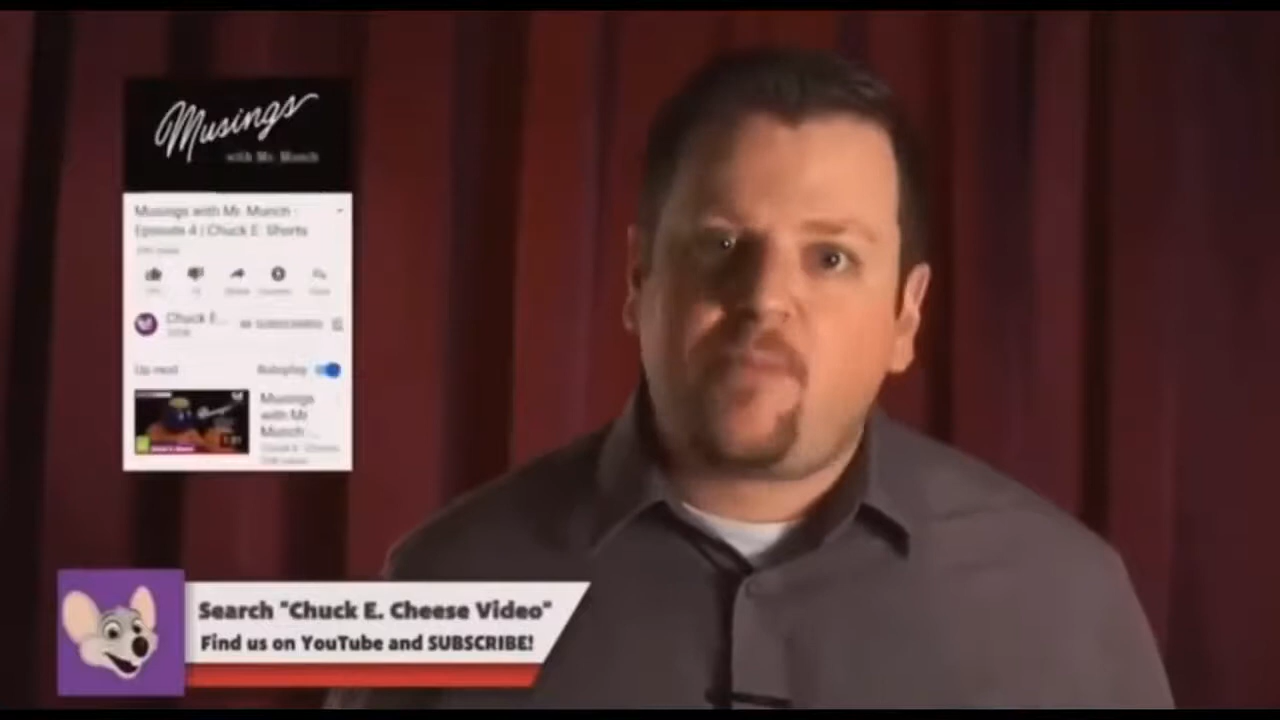 Musings
with Mr. Munch
Musings with Mr. Munch -
Episode 4 | Chuck E. Shorts
Chuck E...
Up next
Autoplay
Musings
with Mr.
Munch ...
Search "Chuck E. Cheese Video"
Find us on YouTube and SUBSCRIBE!